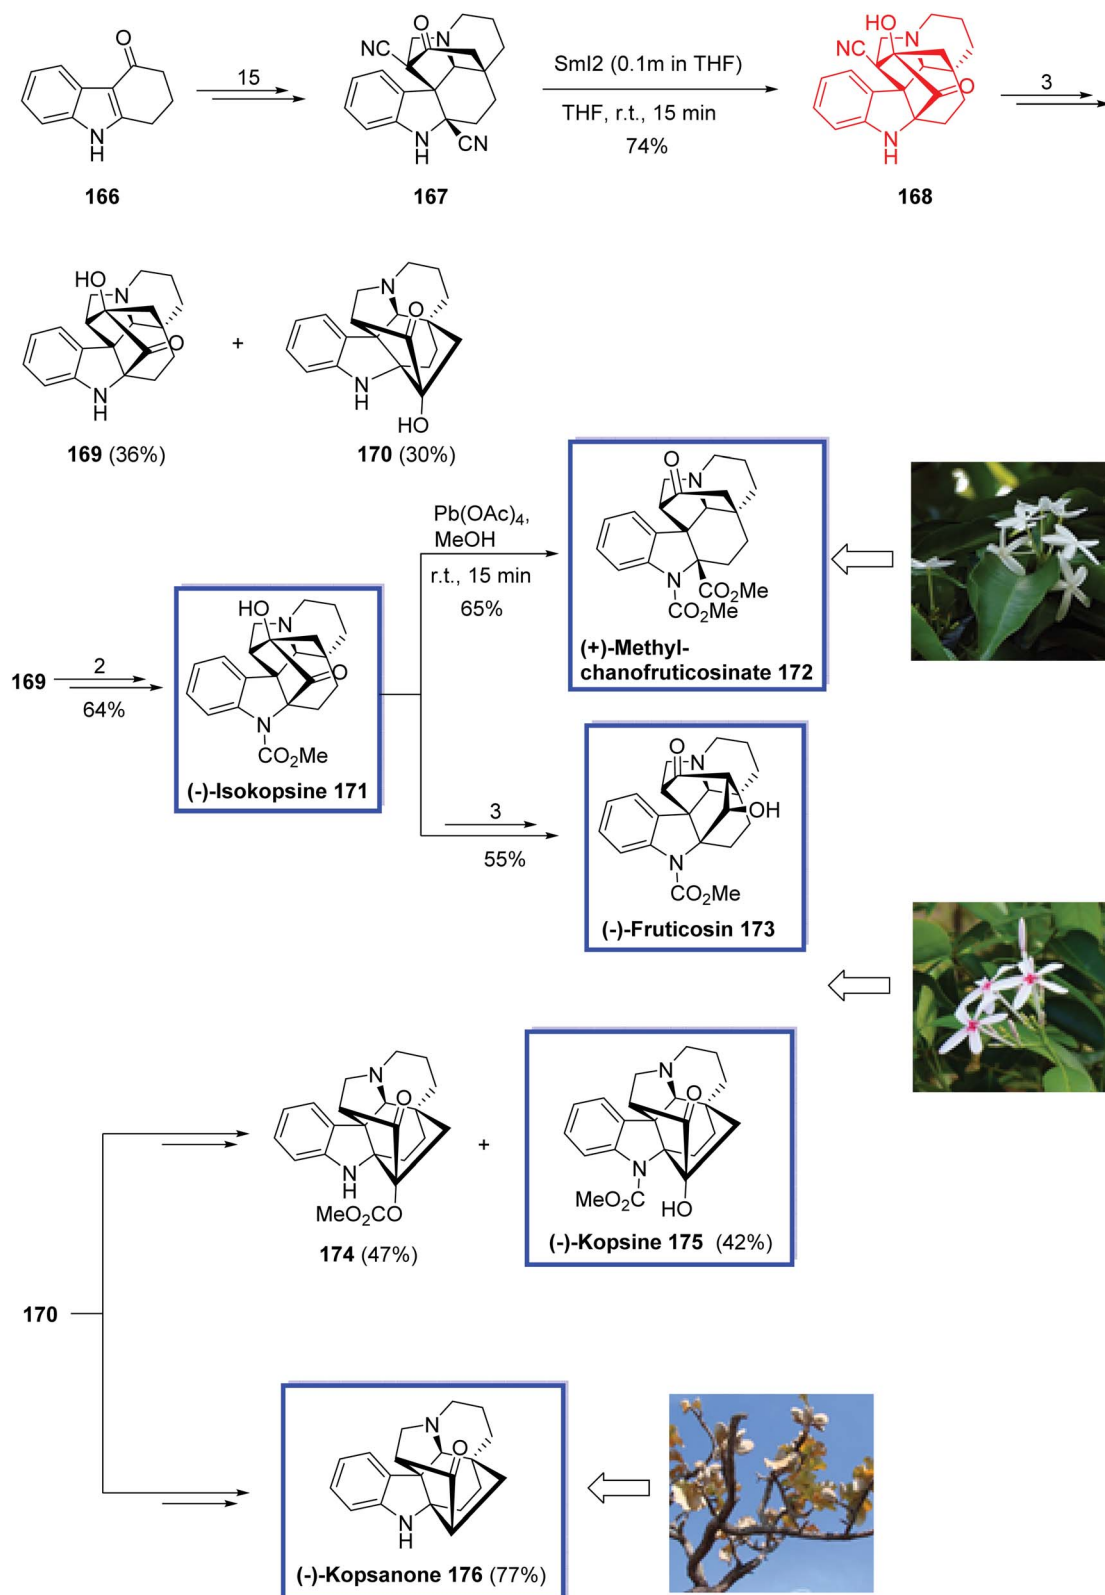 O
N
H
166
15
O
N
NC
N
H
CN
167
SmI2 (0.1m in THF)
THF, r.t., 15 min
74%
HO
NC
N
O
N
H
168
3
HO
N
O
N
H
169 (36%)
+
N
O
N
H
HO
170 (30%)
169
2
64%
HO
N
O
N
CO2Me
(-)-Isokopsine 171
Pb(OAc)4,
MeOH
r.t., 15 min
65%
O
N
N
CO2Me
CO2Me
(+)-Methyl-
chanofruticosinate 172
3
55%
O
N
OH
N
CO2Me
(-)-Fruticosin 173
170
N
O
N
H
MeO2CO
174 (47%)
+
N
O
N
MeO2C
HO
(-)-Kopsine 175 (42%)
N
O
N
H
(-)-Kopsanone 176 (77%)